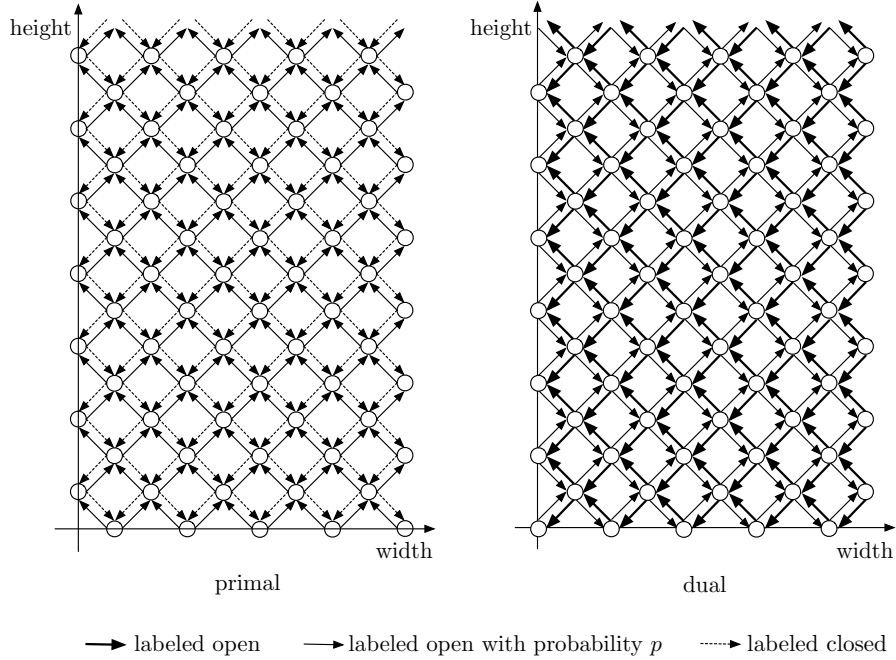 height
height
width
width
primal
dual
labeled open
labeled open with probability p
labeled closed